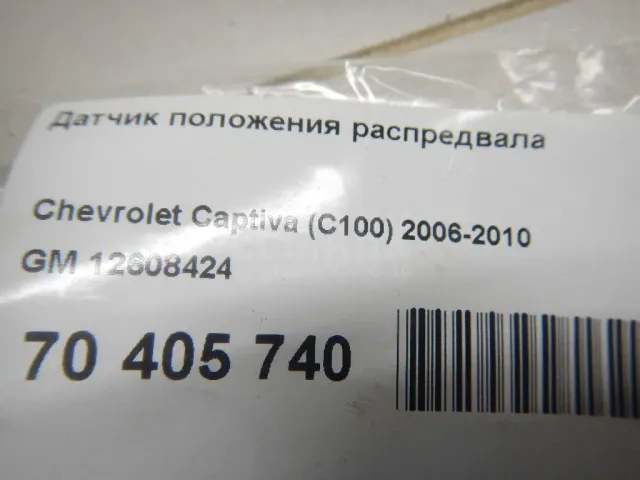 Датчик положения распредвала
Chevrolet Captiva (C100) 2006-2010
GM 12608424
70 405 740